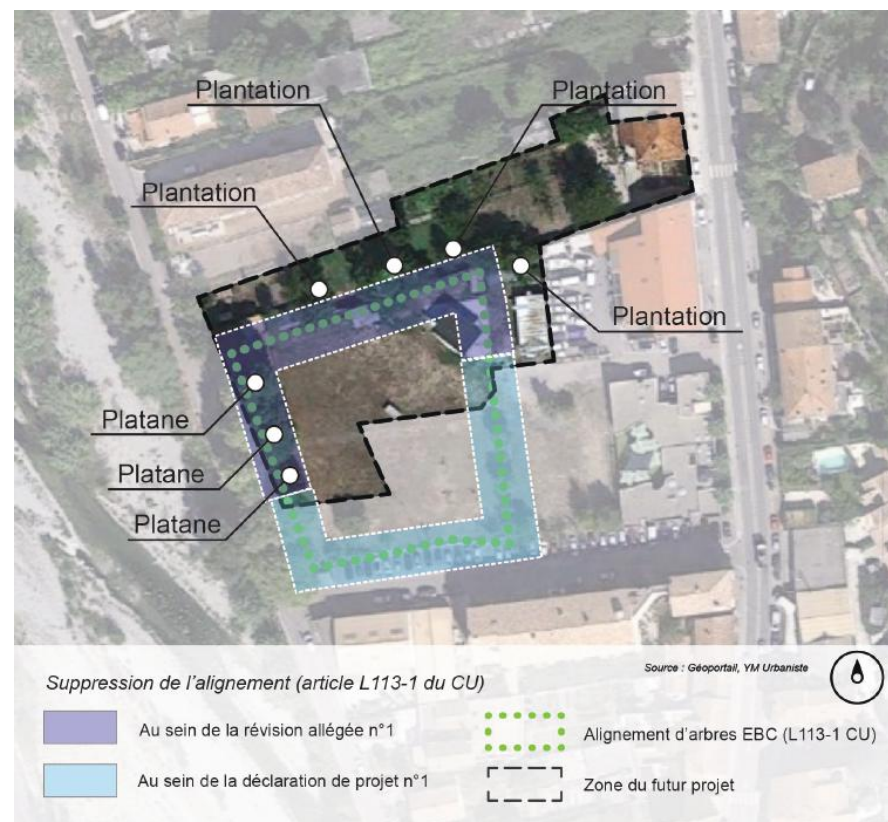 Plantation
Plantation
Plantation
Plantation
Platane
Platane
Platane
Source : Géoportail, YM Urbaniste
Suppression de l'alignement (article L113-1 du CU)
Au sein de la révision allégée n°1
Alignement d'arbres EBC (L113-1 CU)
Au sein de la déclaration de projet n°1
Zone du futur projet